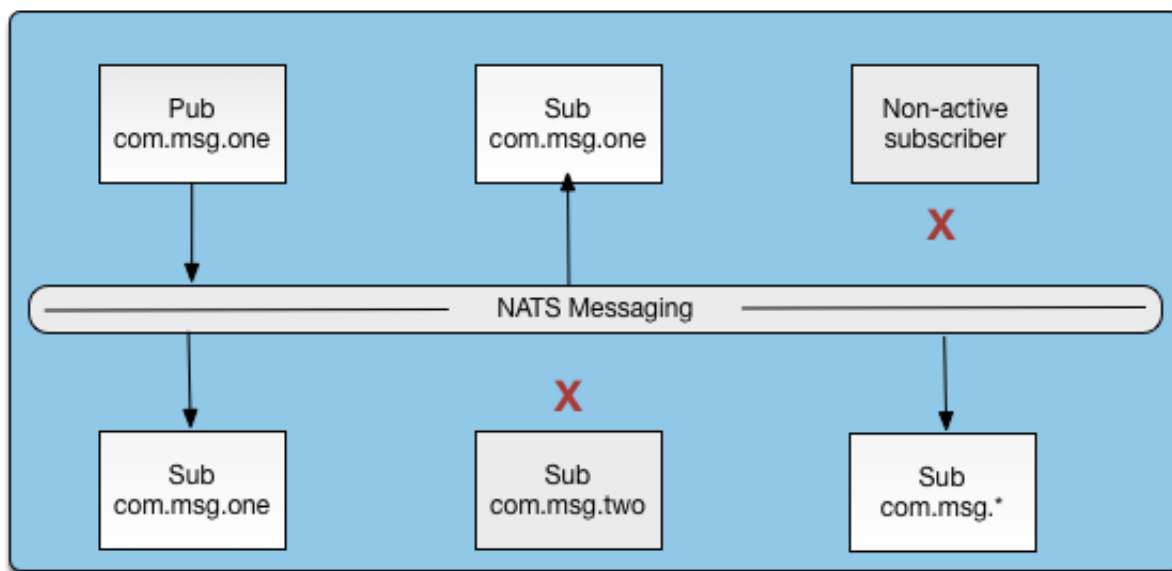 Pub
com.msg.one
Sub
com.msg.one
Non-active
subscriber
X
NATS Messaging
X
Sub
com.msg.one
Sub
com.msg.two
Sub
com.msg.*